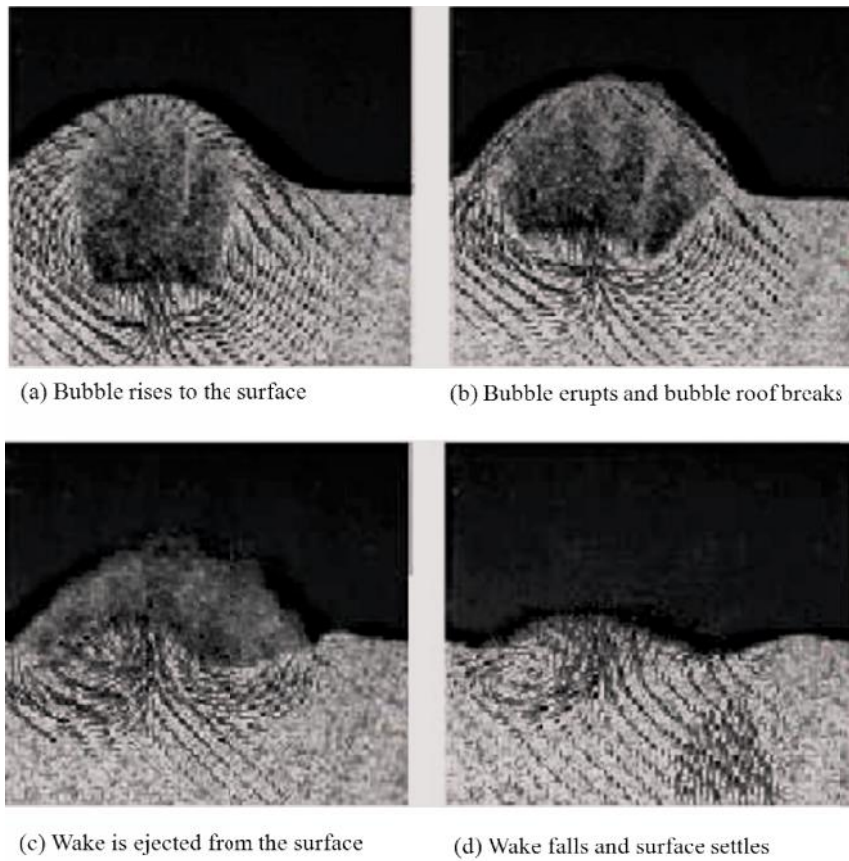 (a) Bubble rises to the surface
(b) Bubble erupts and bubble roof breaks
(c) Wake is ejected from the surface
(d) Wake falls and surface settles